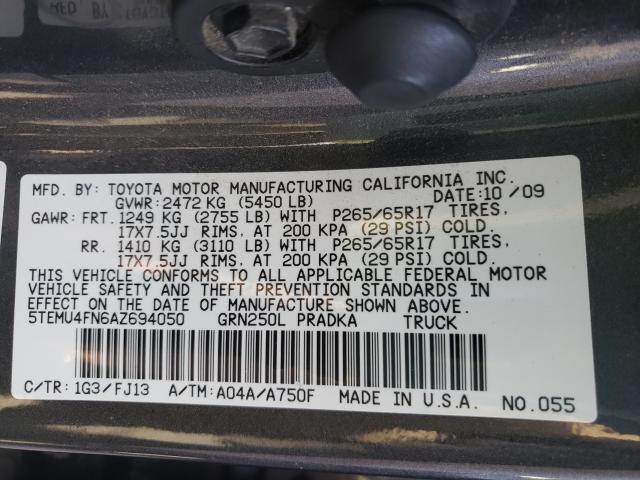 MFD. BY: TOYOTA MOTOR MANUFACTURING CALIFORNIA INC.
GVWR: 2472 KG (5450 LB) DATE: 10 /09
GAWR: FRT. 1249 KG (2755 LB) WITH P265/65R17 TIRES,
17X7.5JJ RIMS, AT 200 KPA (29 PSI) COLD.
RR. 1410 KG (3110 LB) WITH P265/65R17 TIRES,
17X7.5JJ RIMS, AT 200 KPA (29 PSI) COLD.
THIS VEHICLE CONFORMS TO ALL APPLICABLE FEDERAL MOTOR
VEHICLE SAFETY AND THEFT PREVENTION STANDARDS IN
EFFECT ON THE DATE OF MANUFACTURE SHOWN ABOVE.
5TEMU4FN6AZ694050 GRN250L PRADKA TRUCK
C/TR: 1G3/FJ13 A/TM: A04A/A750F MADE IN U.S.A. NO.055